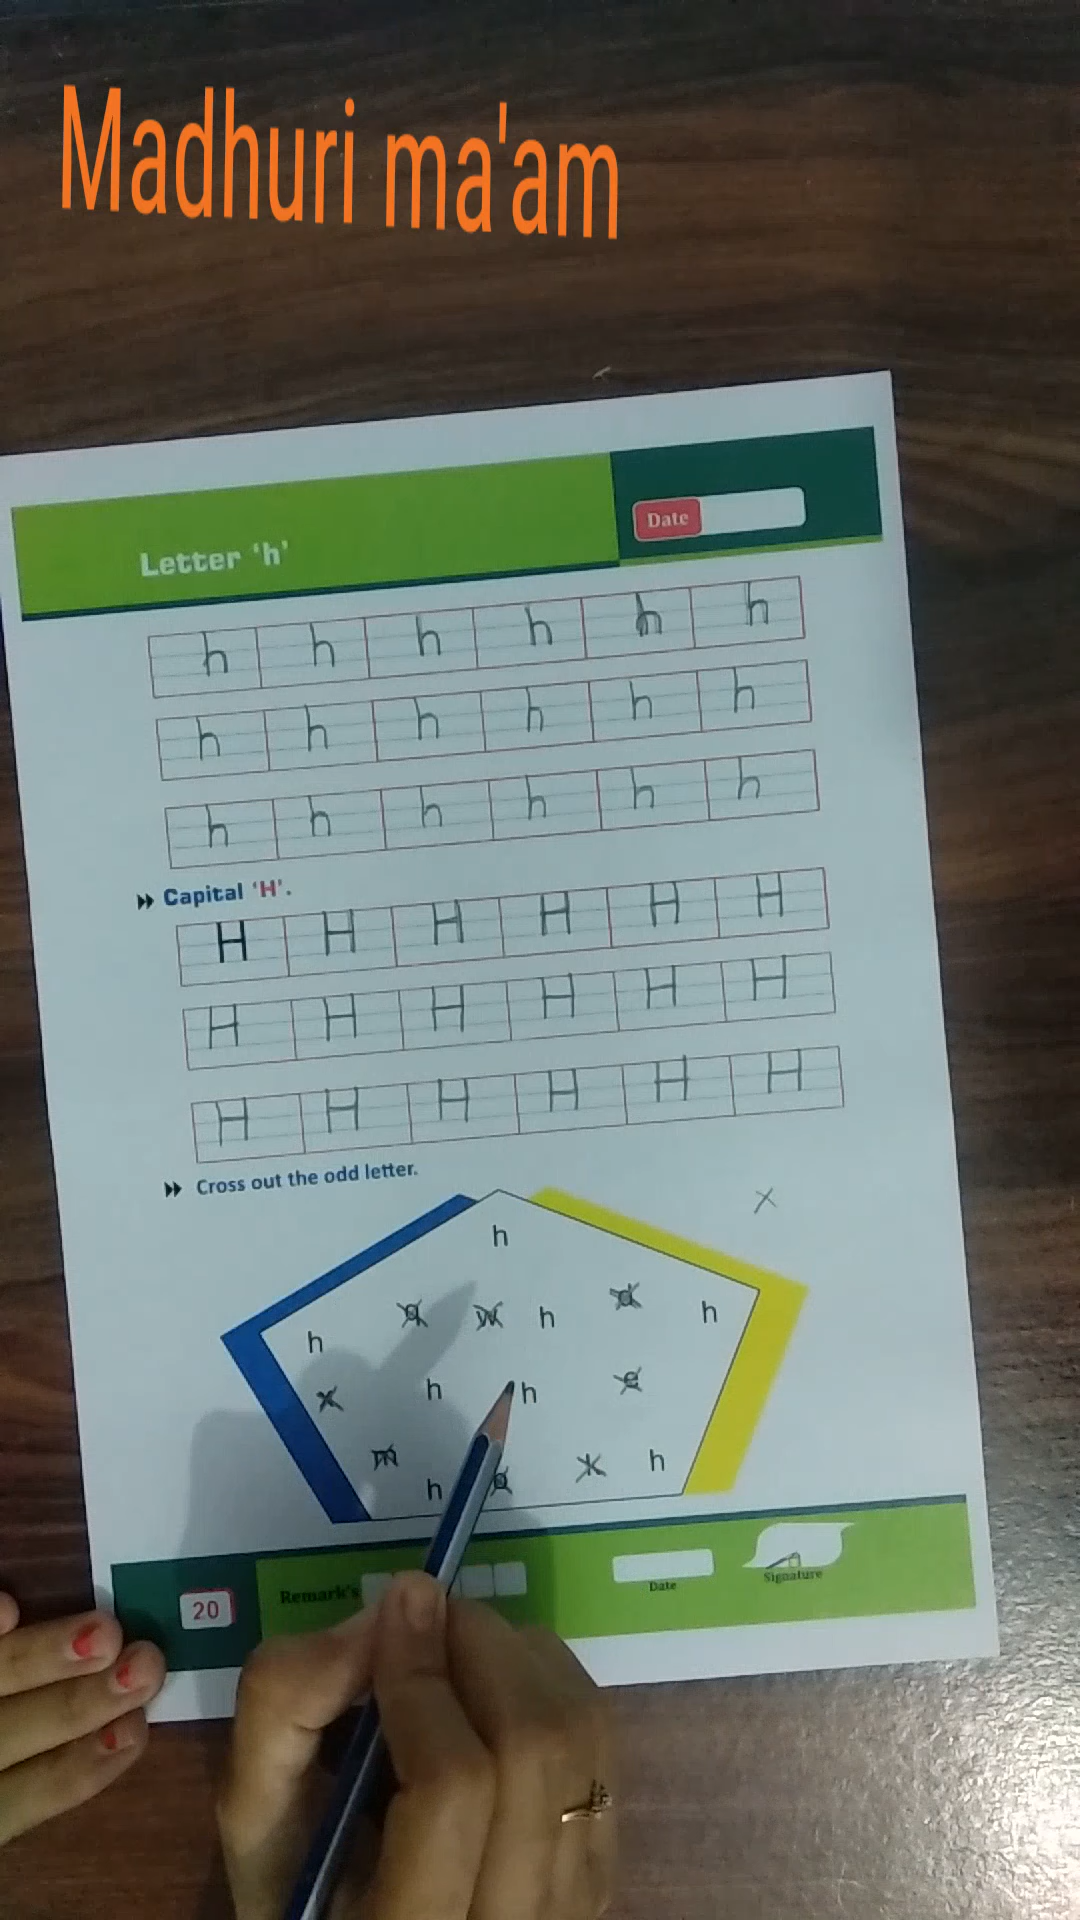 Madhuri ma'am
Letter 'h'
Date
h h h h h h
h h h h h h
h h h h h h
Capital 'H'.
H H H H H H
H H H H H H
H H H H H H
Cross out the odd letter.
h
h
h
h
h h
e
m
h
h
20
Remark's
Date
Signature